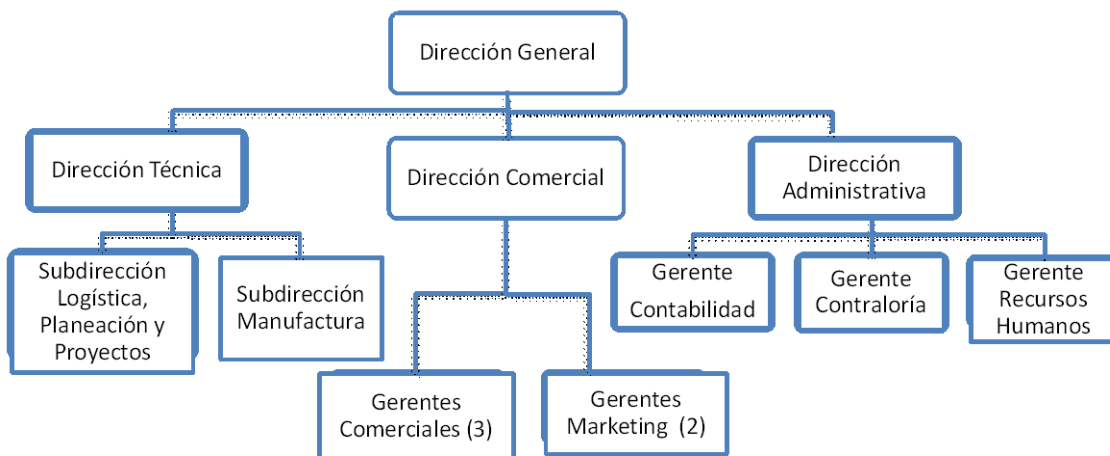 Dirección General
Dirección Técnica
Dirección Comercial
Dirección
Administrativa
Subdirección
Logística,
Planeación y
Proyectos
Subdirección
Manufactura
Gerente
Contabilidad
Gerente
Contraloría
Gerente
Recursos
Humanos
Gerentes
Comerciales (3)
Gerentes
Marketing (2)